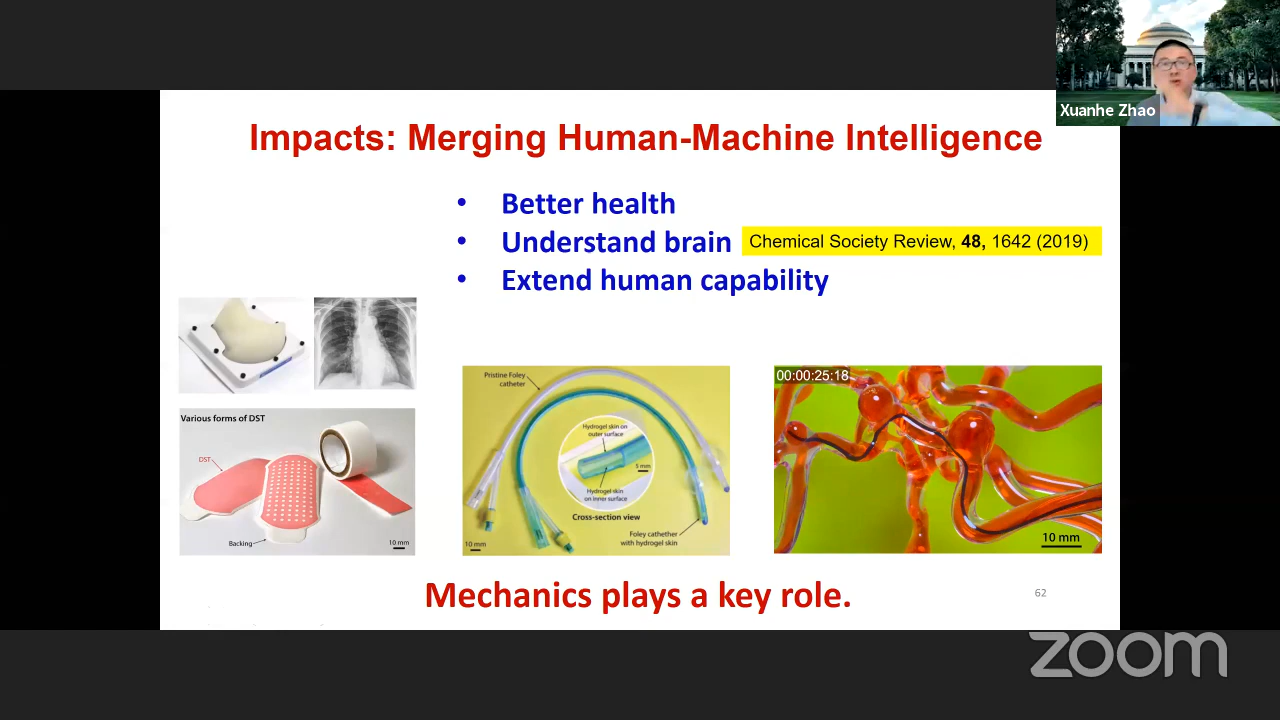 Xuanhe Zhao
Impacts: Merging Human-Machine Intelligence
• Better health
• Understand brain
Chemical Society Review, 48, 1642 (2019)
• Extend human capability
Various forms of DST
DST
Backing
10 mm
Pristine Foley
catheter
Hydrogel skin on
outer surface
5 mm
Hydrogel skin
on inner surface
Cross-section view
Foley cathether
with hydrogel skin
10 mm
00:00:25:18
10 mm
Mechanics plays a key role.
62
zoom